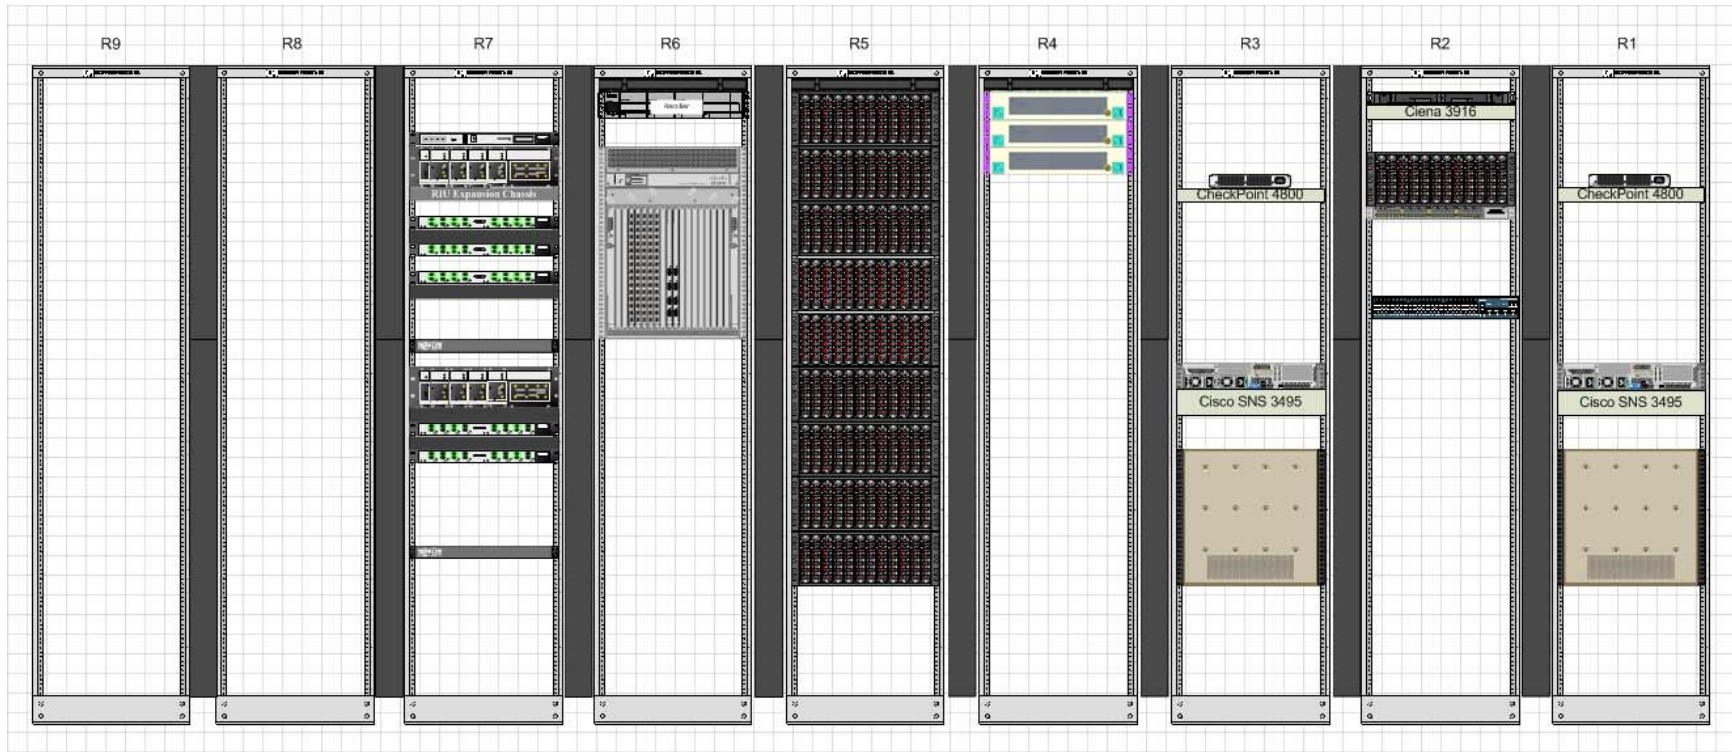 R9 R8 R7 R6 R5 R4 R3 R2 R1
Rectifier
Ciena 3916
RIU Expansion Chassis
CheckPoint 4800
CheckPoint 4800
Cisco SNS 3495
Cisco SNS 3495